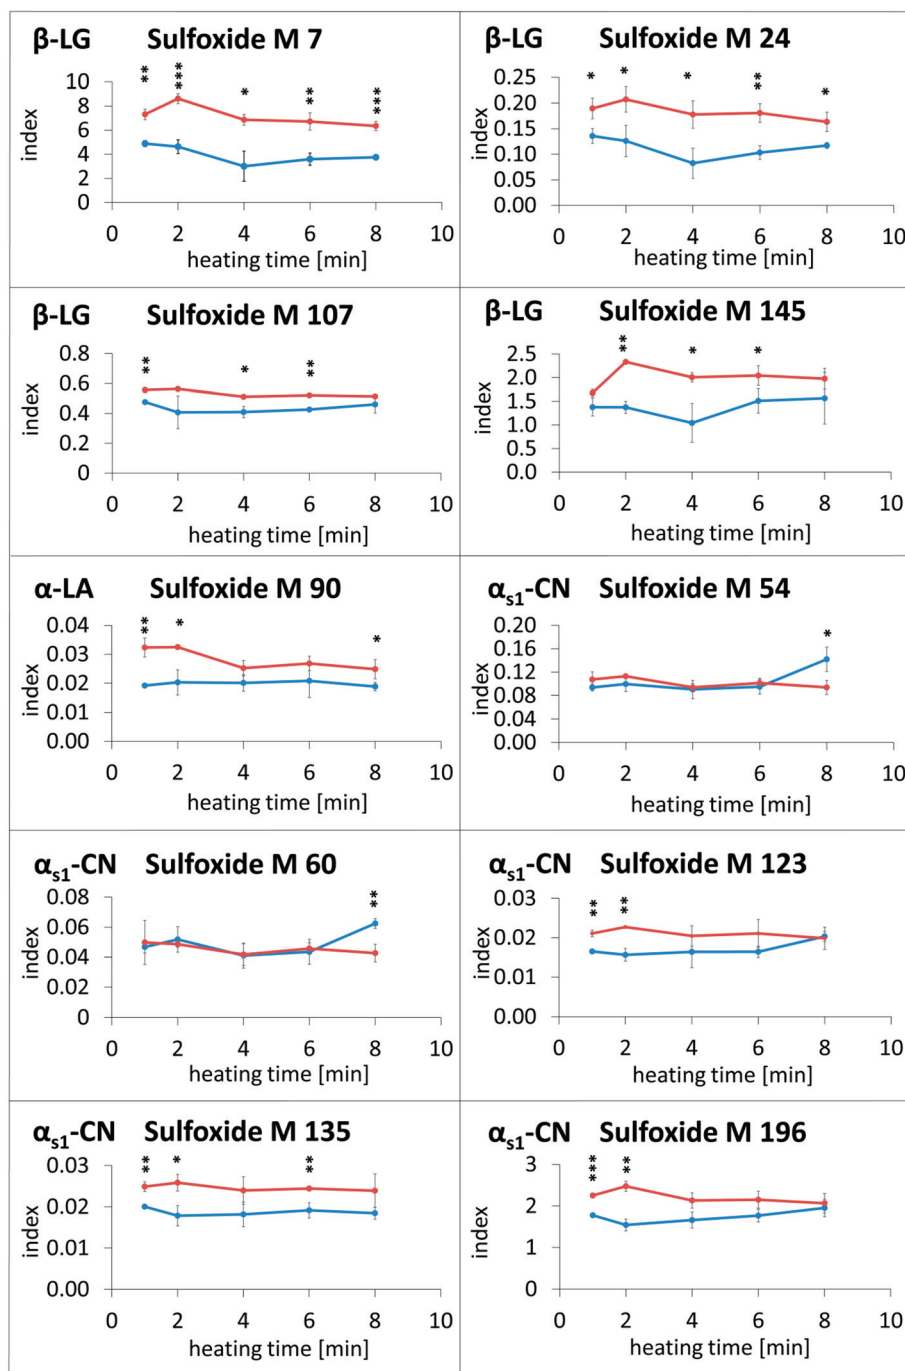 β-LG Sulfoxide M 7
** *** * ** ***
10
8
6
4
2
0
index
0 2 4 6 8 10
heating time [min]
β-LG Sulfoxide M 24
* * * ** *
0.25
0.20
0.15
0.10
0.05
0.00
index
0 2 4 6 8 10
heating time [min]
β-LG Sulfoxide M 107
** * **
0.8
0.6
0.4
0.2
0
index
0 2 4 6 8 10
heating time [min]
β-LG Sulfoxide M 145
** * *
2.5
2.0
1.5
1.0
0.5
0.0
index
0 2 4 6 8 10
heating time [min]
α-LA Sulfoxide M 90
** * *
0.04
0.03
0.02
0.01
0.00
index
0 2 4 6 8 10
heating time [min]
αs1-CN Sulfoxide M 54
*
0.20
0.16
0.12
0.08
0.04
0.00
index
0 2 4 6 8 10
heating time [min]
αs1-CN Sulfoxide M 60
**
0.08
0.06
0.04
0.02
0
index
0 2 4 6 8 10
heating time [min]
αs1-CN Sulfoxide M 123
** **
0.03
0.02
0.01
0.00
index
0 2 4 6 8 10
heating time [min]
αs1-CN Sulfoxide M 135
** * **
0.03
0.02
0.01
0.00
index
0 2 4 6 8 10
heating time [min]
αs1-CN Sulfoxide M 196
*** **
3
2
1
0
index
0 2 4 6 8 10
heating time [min]